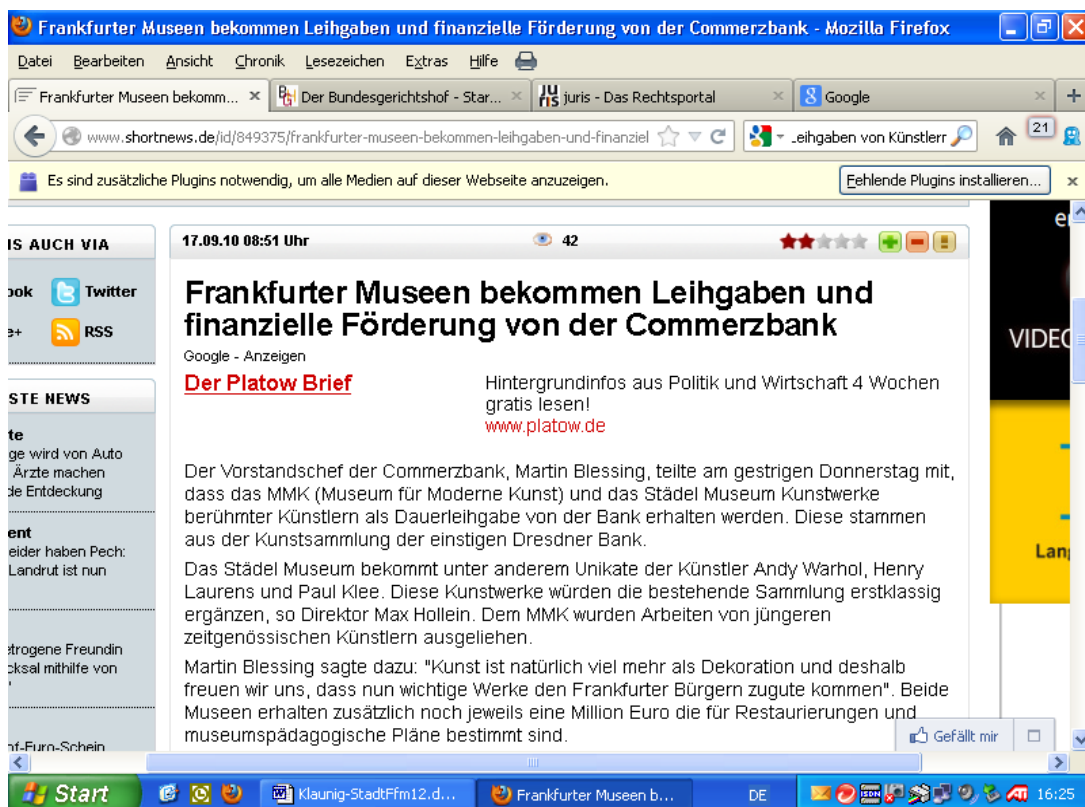 Frankfurter Museen bekommen Leihgaben und finanzielle Förderung von der Commerzbank - Mozilla Firefox
Datei Bearbeiten Ansicht Chronik Lesezeichen Extras Hilfe
Frankfurter Museen bekomm... Der Bundesgerichtshof - Star... juris - Das Rechtsportal Google
www.shortnews.de/id/849375/frankfurter-museen-bekommen-leihgaben-und-finanziel eihgaben von Künstlerr 21
Es sind zusätzliche Plugins notwendig, um alle Medien auf dieser Webseite anzuzeigen. Fehlende Plugins installieren...
IS AUCH VIA
ook Twitter
e+ RSS
STE NEWS
te
ge wird von Auto
Ärzte machen
de Entdeckung
ent
eider haben Pech:
Landrut ist nun
etrogene Freundin
cksal mithilfe von
of-Euro-Schein
17.09.10 08:51 Uhr 42
Frankfurter Museen bekommen Leihgaben und
finanzielle Förderung von der Commerzbank
Google - Anzeigen
Der Platow Brief
Hintergrundinfos aus Politik und Wirtschaft 4 Wochen
gratis lesen!
www.platow.de
Der Vorstandschef der Commerzbank, Martin Blessing, teilte am gestrigen Donnerstag mit,
dass das MMK (Museum für Moderne Kunst) und das Städel Museum Kunstwerke
berühmter Künstlern als Dauerleihgabe von der Bank erhalten werden. Diese stammen
aus der Kunstsammlung der einstigen Dresdner Bank.
Das Städel Museum bekommt unter anderem Unikate der Künstler Andy Warhol, Henry
Laurens und Paul Klee. Diese Kunstwerke würden die bestehende Sammlung erstklassig
ergänzen, so Direktor Max Hollein. Dem MMK wurden Arbeiten von jüngeren
zeitgenössischen Künstlern ausgeliehen.
Martin Blessing sagte dazu: "Kunst ist natürlich viel mehr als Dekoration und deshalb
freuen wir uns, dass nun wichtige Werke den Frankfurter Bürgern zugute kommen". Beide
Museen erhalten zusätzlich noch jeweils eine Million Euro die für Restaurierungen und
museumspädagogische Pläne bestimmt sind.
Gefällt mir
er
VIDEO
Lang
Start Klaunig-StadtFfm12.d... Frankfurter Museen b... DE 16:25